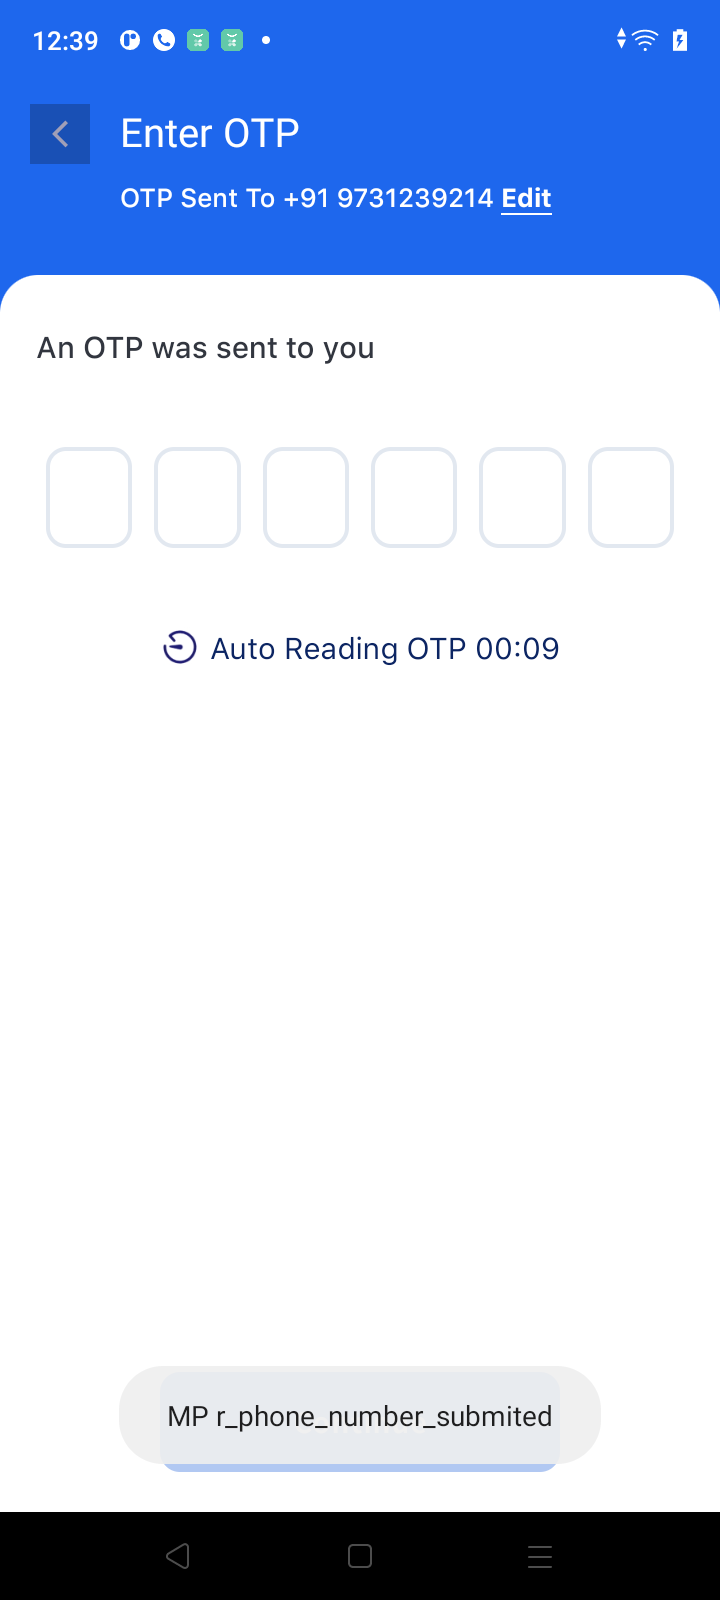 12:39
Enter OTP
OTP Sent To +91 9731239214 Edit
An OTP was sent to you
Auto Reading OTP 00:09
MP r_phone_number_submited